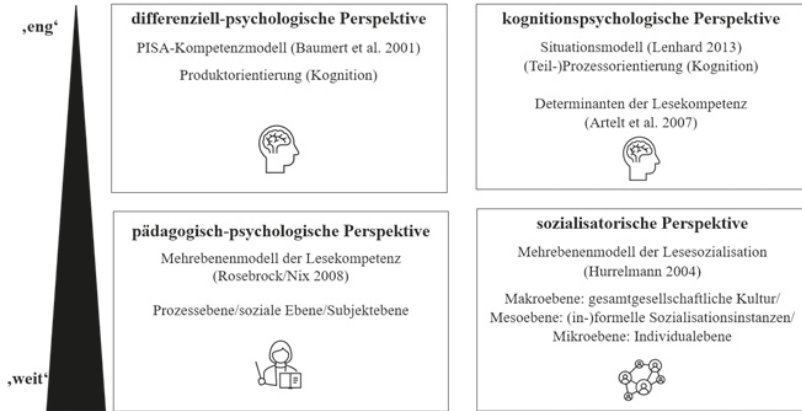 ‚eng‘
differenziell-psychologische Perspektive
PISA-Kompetenzmodell (Baumert et al. 2001)
Produktorientierung (Kognition)
kognitionspsychologische Perspektive
Situationsmodell (Lenhard 2013)
(Teil-)Prozessorientierung (Kognition)
Determinanten der Lesekompetenz
(Artelt et al. 2007)
pädagogisch-psychologische Perspektive
Mehrebenenmodell der Lesekompetenz
(Rosebrock/Nix 2008)
Prozessebene/soziale Ebene/Subjektebene
sozialisatorische Perspektive
Mehrebenenmodell der Lesesozialisation
(Hurrelmann 2004)
Makroebene: gesamtgesellschaftliche Kultur/
Mesoebene: (in-)formelle Sozialisationsinstanzen/
Mikroebene: Individualebene
‚weit‘